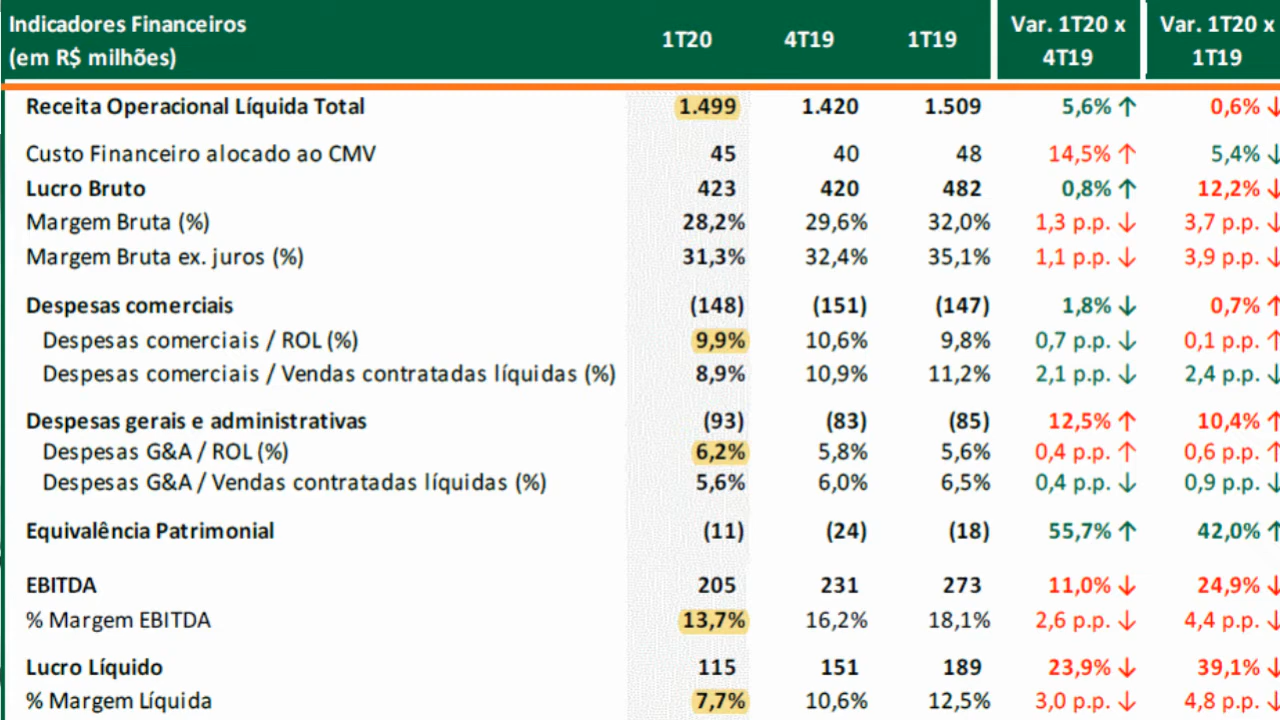 Indicadores Financeiros
(em R$ milhões) 1T20 4T19 1T19 Var. 1T20 x 4T19 Var. 1T20 x 1T19
Receita Operacional Líquida Total 1.499 1.420 1.509 5,6% ↑ 0,6% ↓
Custo Financeiro alocado ao CMV 45 40 48 14,5% ↑ 5,4% ↓
Lucro Bruto 423 420 482 0,8% ↑ 12,2% ↓
Margem Bruta (%) 28,2% 29,6% 32,0% 1,3 p.p. ↓ 3,7 p.p. ↓
Margem Bruta ex. juros (%) 31,3% 32,4% 35,1% 1,1 p.p. ↓ 3,9 p.p. ↓
Despesas comerciais (148) (151) (147) 1,8% ↓ 0,7% ↑
Despesas comerciais / ROL (%) 9,9% 10,6% 9,8% 0,7 p.p. ↓ 0,1 p.p. ↑
Despesas comerciais / Vendas contratadas líquidas (%) 8,9% 10,9% 11,2% 2,1 p.p. ↓ 2,4 p.p. ↓
Despesas gerais e administrativas (93) (83) (85) 12,5% ↑ 10,4% ↑
Despesas G&A / ROL (%) 6,2% 5,8% 5,6% 0,4 p.p. ↑ 0,6 p.p. ↑
Despesas G&A / Vendas contratadas líquidas (%) 5,6% 6,0% 6,5% 0,4 p.p. ↓ 0,9 p.p. ↓
Equivalência Patrimonial (11) (24) (18) 55,7% ↑ 42,0% ↑
EBITDA 205 231 273 11,0% ↓ 24,9% ↓
% Margem EBITDA 13,7% 16,2% 18,1% 2,6 p.p. ↓ 4,4 p.p. ↓
Lucro Líquido 115 151 189 23,9% ↓ 39,1% ↓
% Margem Líquida 7,7% 10,6% 12,5% 3,0 p.p. ↓ 4,8 p.p. ↓